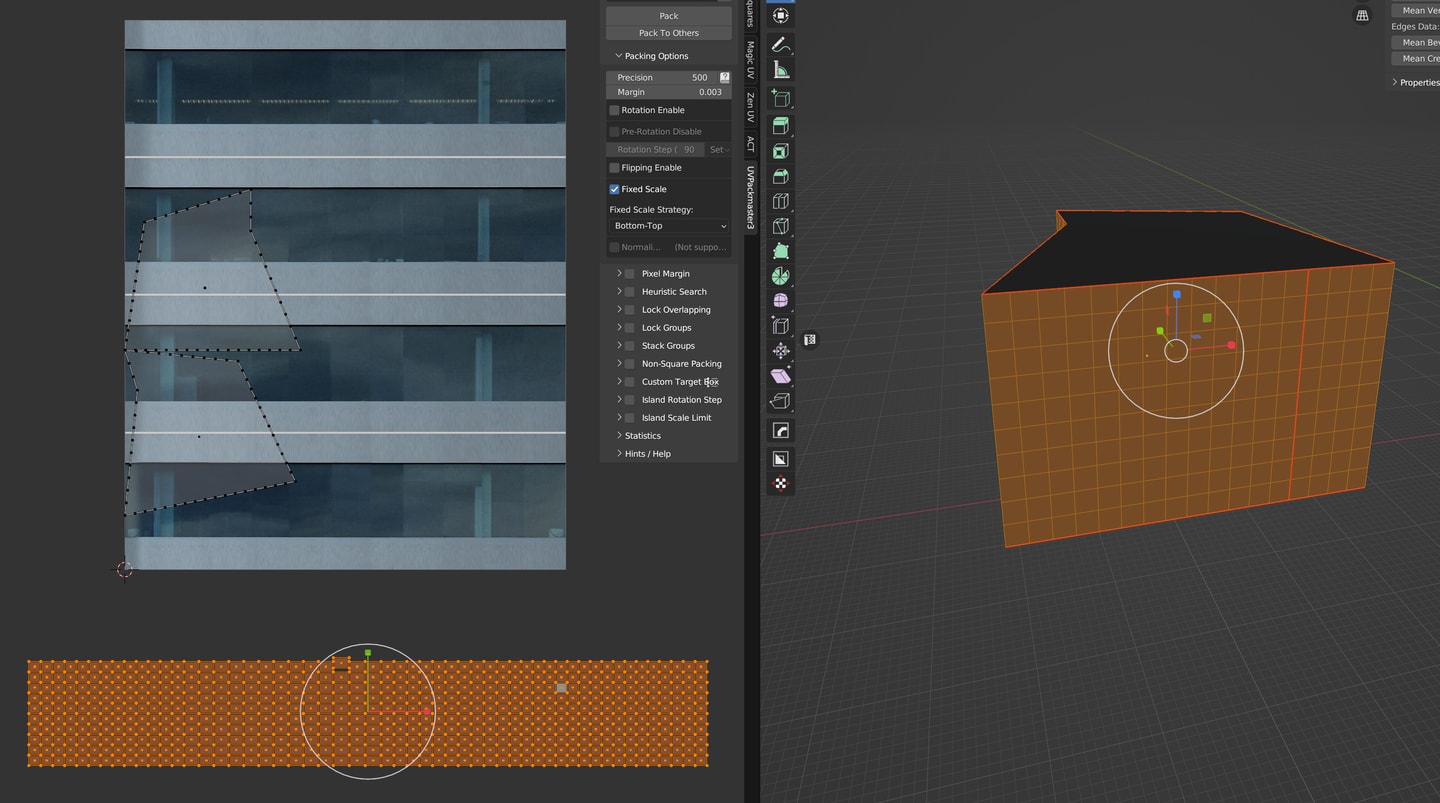 Pack
Pack To Others
Packing Options
Precision 500 ?
Margin 0.003
Rotation Enable
Pre-Rotation Disable
Rotation Step ( 90 Set
Flipping Enable
Fixed Scale
Fixed Scale Strategy:
Bottom-Top
Normali... (Not suppo...
Pixel Margin
Heuristic Search
Lock Overlapping
Lock Groups
Stack Groups
Non-Square Packing
Custom Target Box
Island Rotation Step
Island Scale Limit
Statistics
Hints / Help
quares
Magic UV
Zen UV
ACT
UVPackmaster3
Mean Ver
Edges Data:
Mean Bev
Mean Cre
Properties